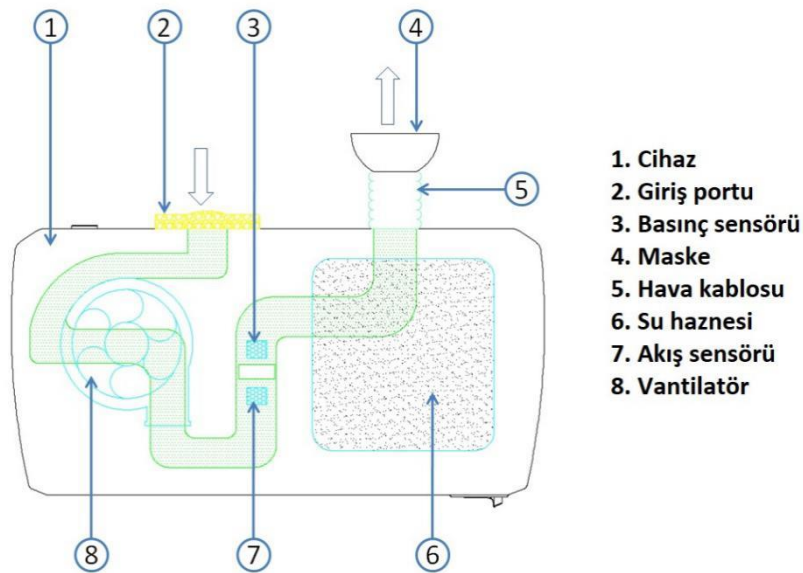 1
2
3
4
5
1. Cihaz
2. Giriş portu
3. Basınç sensörü
4. Maske
5. Hava kablosu
6. Su haznesi
7. Akış sensörü
8. Vantilatör
8
7
6